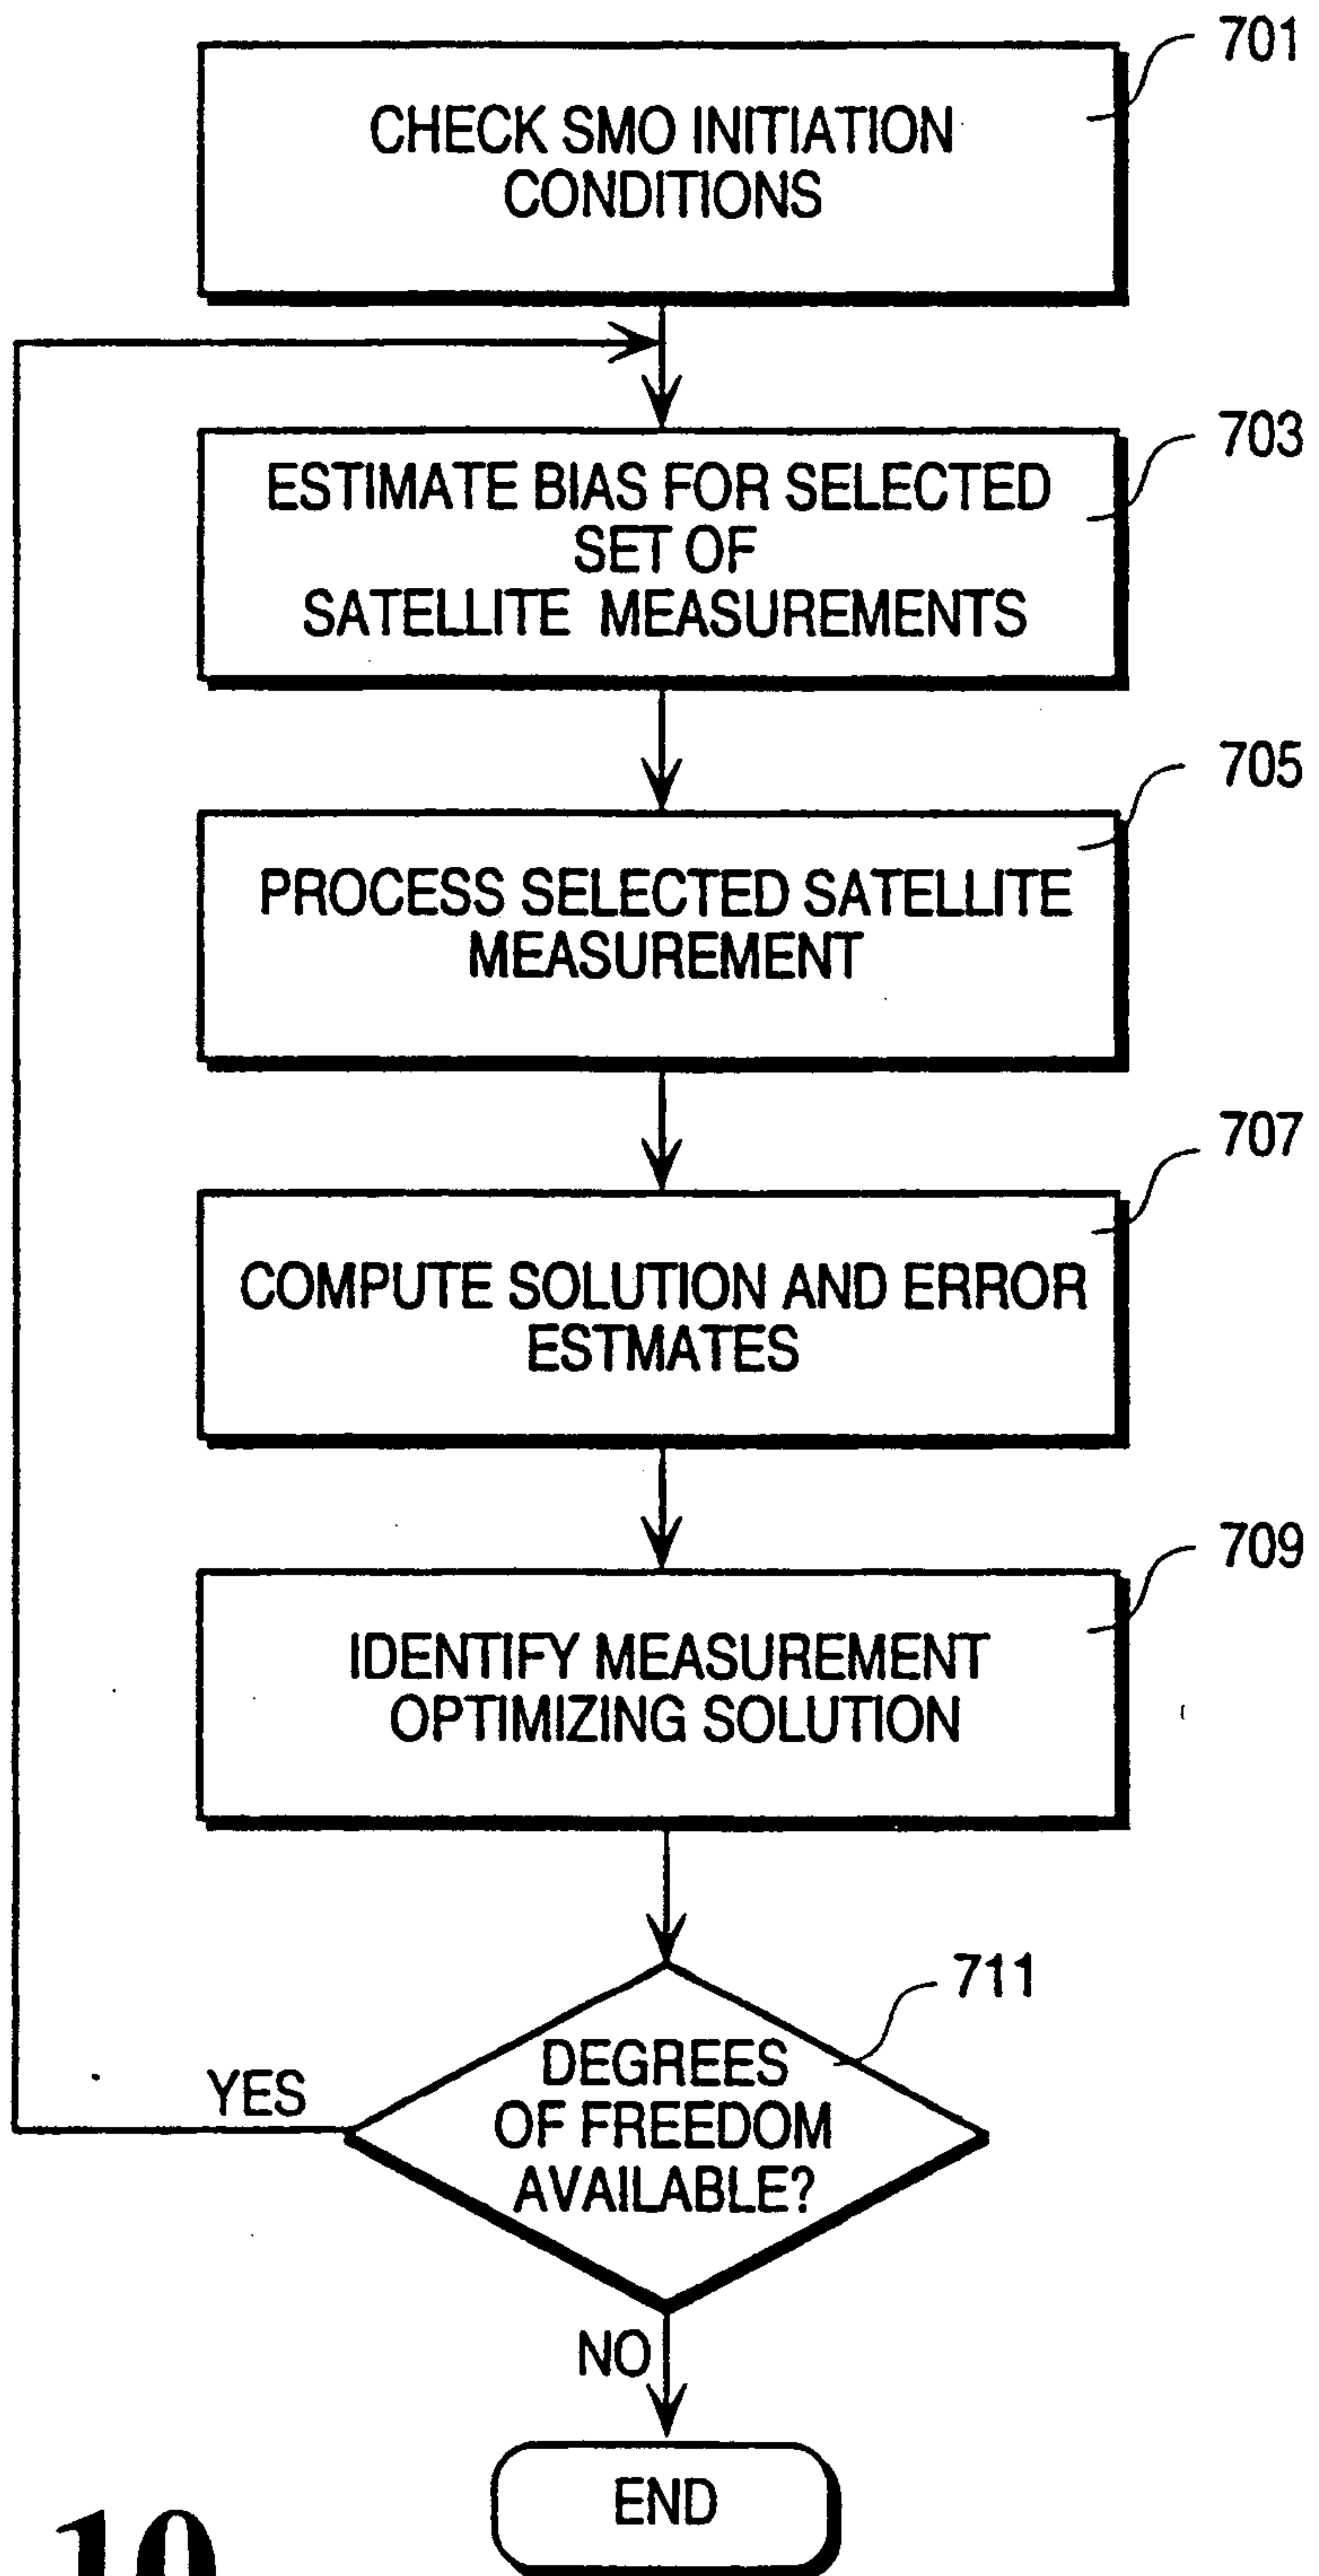 701
CHECK SMO INITIATION
CONDITIONS
703
ESTIMATE BIAS FOR SELECTED
SET OF
SATELLITE MEASUREMENTS
705
PROCESS SELECTED SATELLITE
MEASUREMENT
707
COMPUTE SOLUTION AND ERROR
ESTMATES
709
IDENTIFY MEASUREMENT
OPTIMIZING SOLUTION
711
DEGREES
OF FREEDOM
AVAILABLE?
YES
NO
END
10